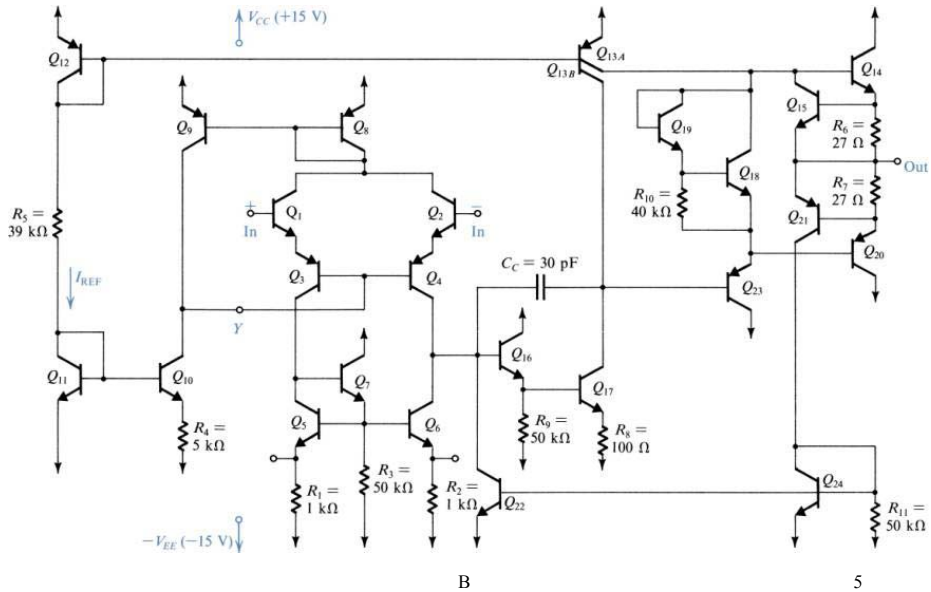 V_CC (+15 V)
Q12
Q13A
Q13B
Q14
Q9
Q8
Q15
Q19
R6 =
27 Ω
Out
Q18
R7 =
27 Ω
R10 =
40 kΩ
+
In
Q1
Q2
−
In
R5 =
39 kΩ
Q21
Q20
I_REF
Q3
Q4
C_C = 30 pF
Q23
Y
Q16
Q11
Q10
Q7
Q17
R4 =
5 kΩ
Q5
Q6
R9 =
50 kΩ
R8 =
100 Ω
R3 =
50 kΩ
R1 =
1 kΩ
R2 =
1 kΩ
Q22
Q24
R11 =
50 kΩ
−V_EE (−15 V)
B
5